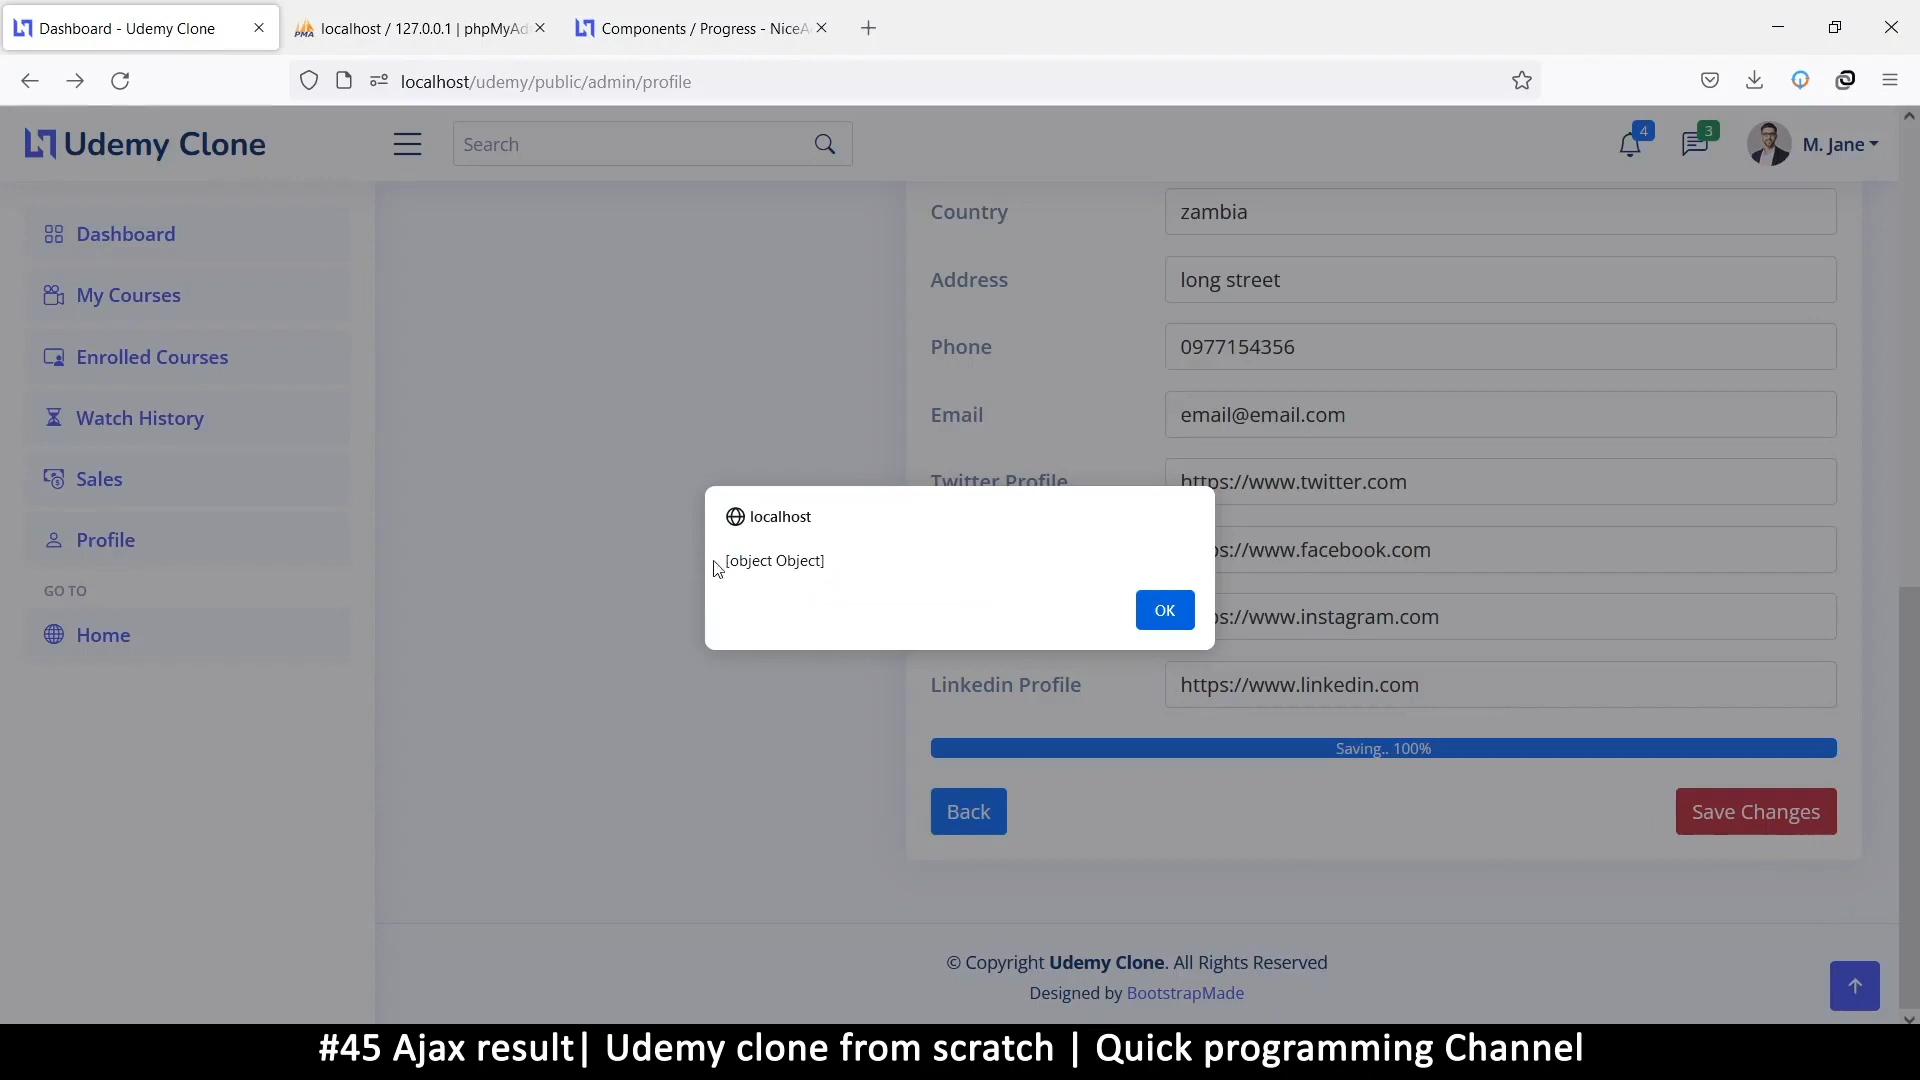 Dashboard - Udemy Clone
localhost / 127.0.0.1 | phpMyAd
Components / Progress - NiceA
localhost/udemy/public/admin/profile
Udemy Clone
Search
4
3
M. Jane
Dashboard
My Courses
Enrolled Courses
Watch History
Sales
Profile
GO TO
Home
Country
zambia
Address
long street
Phone
0977154356
Email
email@email.com
Twitter Profile
https://www.twitter.com
ps://www.facebook.com
ps://www.instagram.com
Linkedin Profile
https://www.linkedin.com
localhost
[object Object]
OK
Saving.. 100%
Back
Save Changes
© Copyright Udemy Clone. All Rights Reserved
Designed by BootstrapMade
#45 Ajax result| Udemy clone from scratch | Quick programming Channel